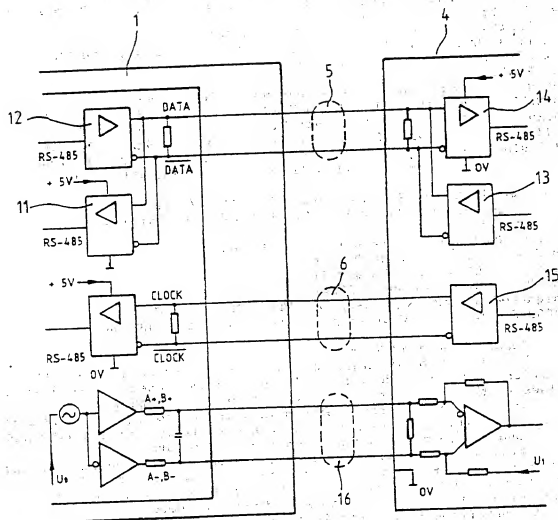 1
4
5
+ 5V
12
DATA
14
RS-485
RS-485
DATA
0V
+ 5V
11
13
RS-485
RS-485
+ 5V
6
15
CLOCK
RS-485
CLOCK
RS-485
0V
A+,B+
U₀
A-,B-
16
0V
U₁